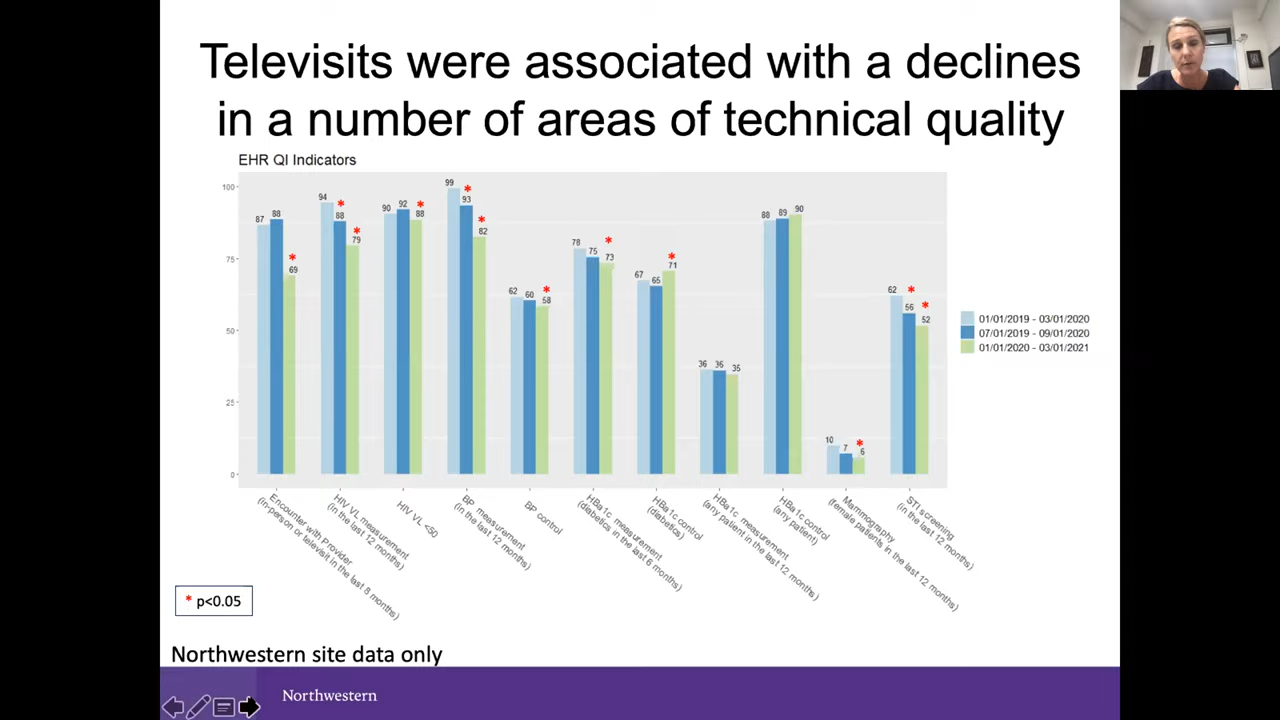 Televisits were associated with a declines
in a number of areas of technical quality
EHR QI Indicators
100
75
50
25
0
87
88
*
69
94
*
88
*
79
90
92
*
88
99
*
93
*
82
62
60
*
58
78
75
*
73
67
65
*
71
36
36
35
88
89
90
10
7
*
6
62
*
56
*
52
01/01/2019 - 03/01/2020
07/01/2019 - 09/01/2020
01/01/2020 - 03/01/2021
Encounter with Provider
(in-person or televisit in the last 8 months)
HIV VL measurement
(in the last 12 months)
HIV VL <50
BP measurement
(in the last 12 months)
BP control
HBa1c measurement
(diabetics in the last 6 months)
HBa1c control
(diabetics)
HBa1c measurement
(any patient in the last 12 months)
HBa1c control
(any patient)
Mammography
(female patients in the last 12 months)
STI screening
(in the last 12 months)
* p<0.05
Northwestern site data only
Northwestern